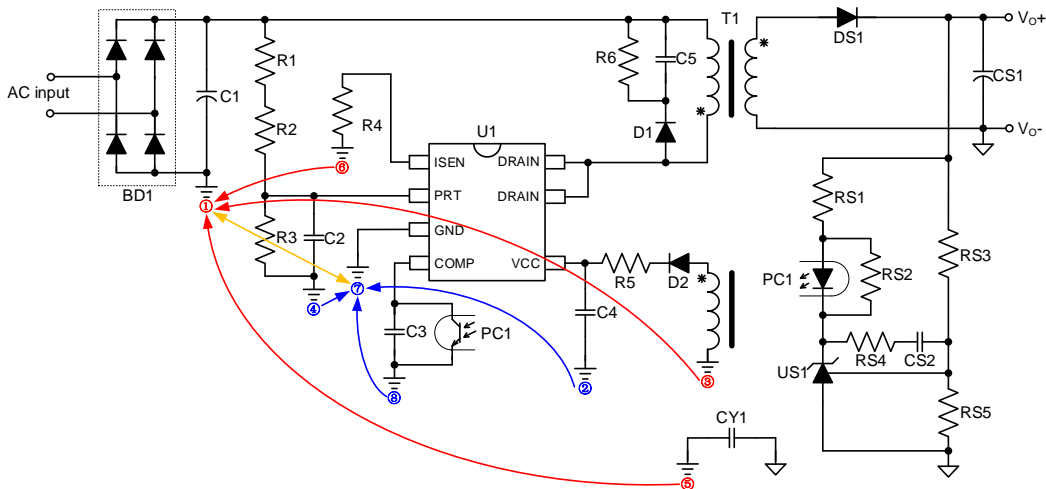 T1
Vo+
DS1
R6
C5
R1
CS1
AC input
C1
R4
R2
D1
Vo-
U1
ISEN
DRAIN
BD1
⑥
PRT
DRAIN
RS1
①
R3
C2
GND
RS3
COMP
VCC
R5
D2
PC1
RS2
④
⑦
C3
PC1
C4
RS4
CS2
US1
③
②
⑧
RS5
CY1
⑤